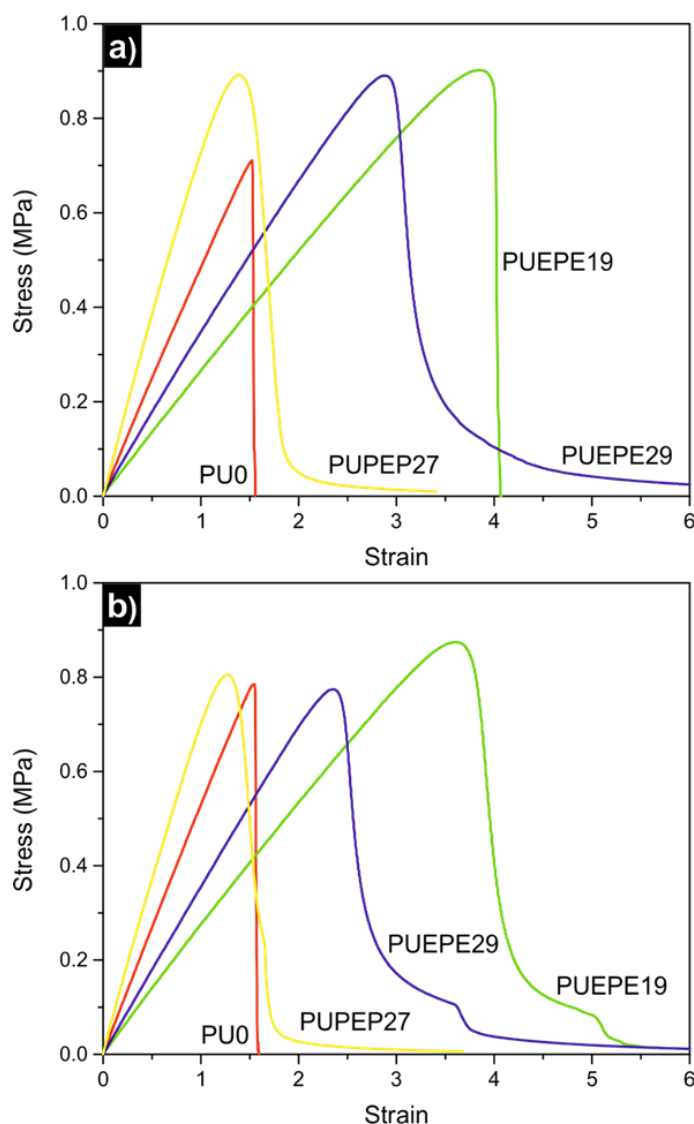 a)
1.0
0.8
0.6
0.4
0.2
0.0
Stress (MPa)
PUEPE19
PU0
PUPEP27
PUEPE29
0 1 2 3 4 5 6
Strain
b)
1.0
0.8
0.6
0.4
0.2
0.0
Stress (MPa)
PUEPE29
PUEPE19
PU0
PUPEP27
0 1 2 3 4 5 6
Strain